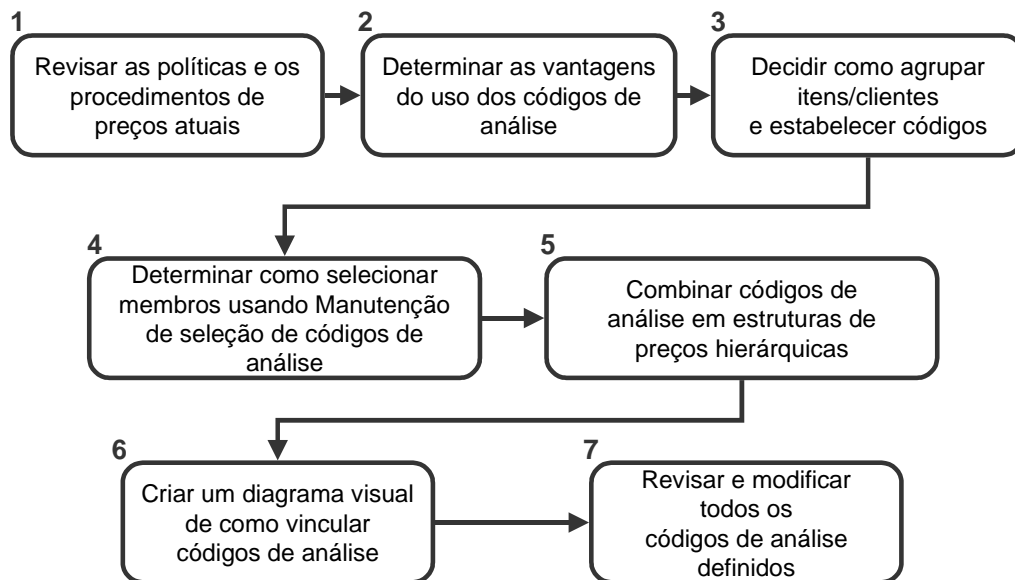 1
Revisar as políticas e os
procedimentos de
preços atuais
2
Determinar as vantagens
do uso dos códigos de
análise
3
Decidir como agrupar
itens/clientes
e estabelecer códigos
4
Determinar como selecionar
membros usando Manutenção
de seleção de códigos de
análise
5
Combinar códigos de
análise em estruturas de
preços hierárquicas
6
Criar um diagrama visual
de como vincular
códigos de análise
7
Revisar e modificar
todos os
códigos de análise
definidos